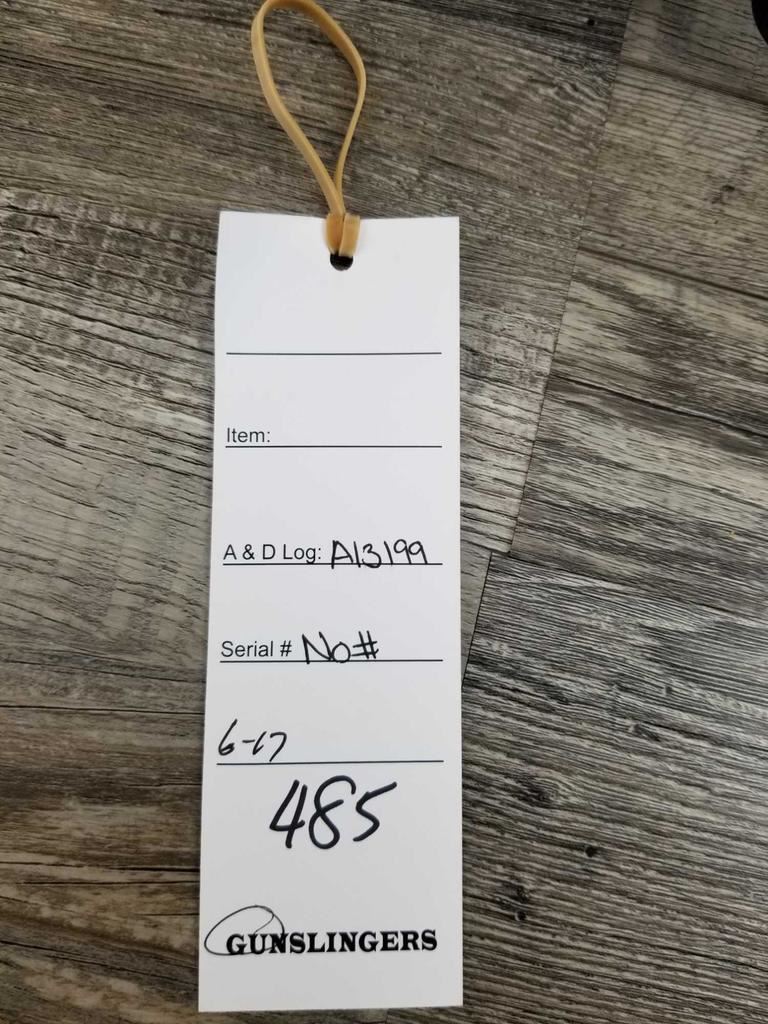 Item:
A & D Log: A13199
Serial # No#
6-17
485
GUNSLINGERS